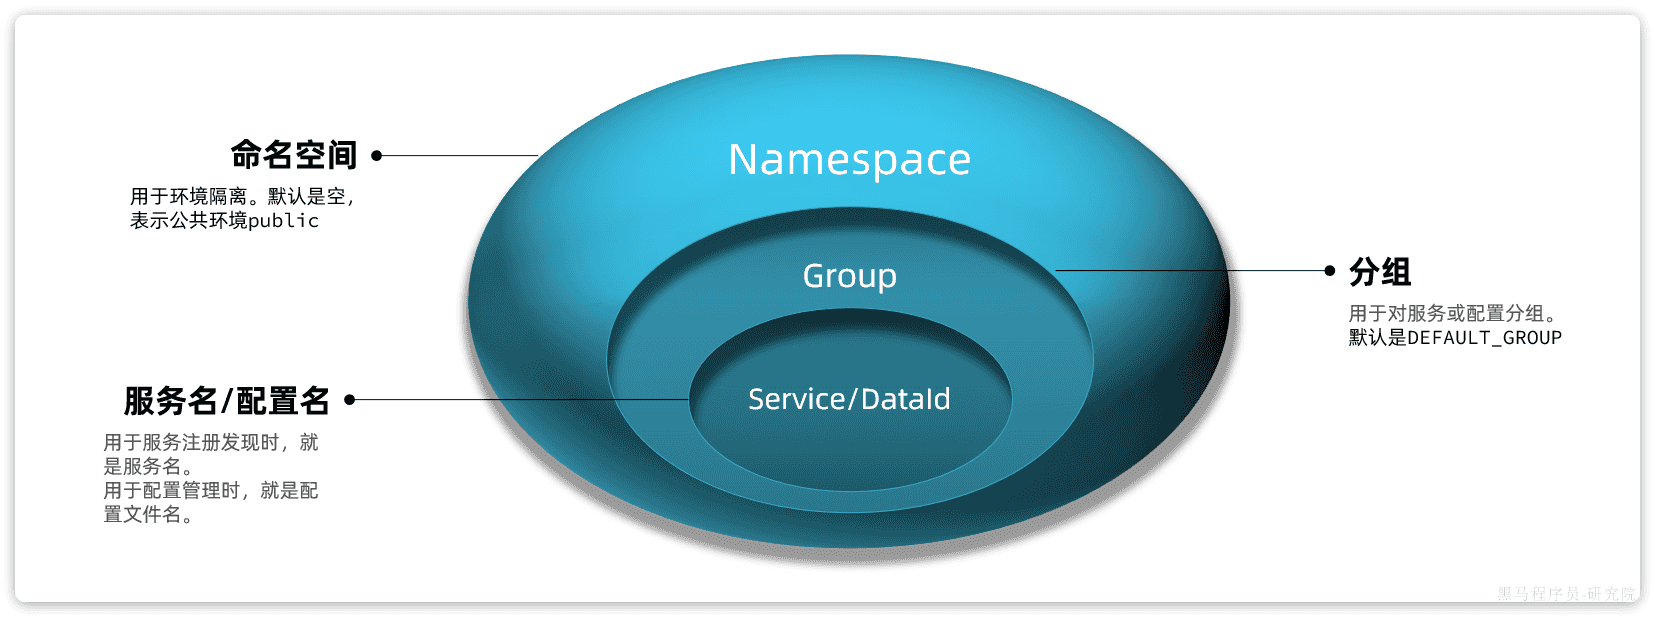 命名空间
用于环境隔离。默认是空，
表示公共环境public
Namespace
Group
分组
用于对服务或配置分组。
默认是DEFAULT_GROUP
Service/DataId
服务名/配置名
用于服务注册发现时，就
是服务名。
用于配置管理时，就是配
置文件名。
黑马程序员-研究院